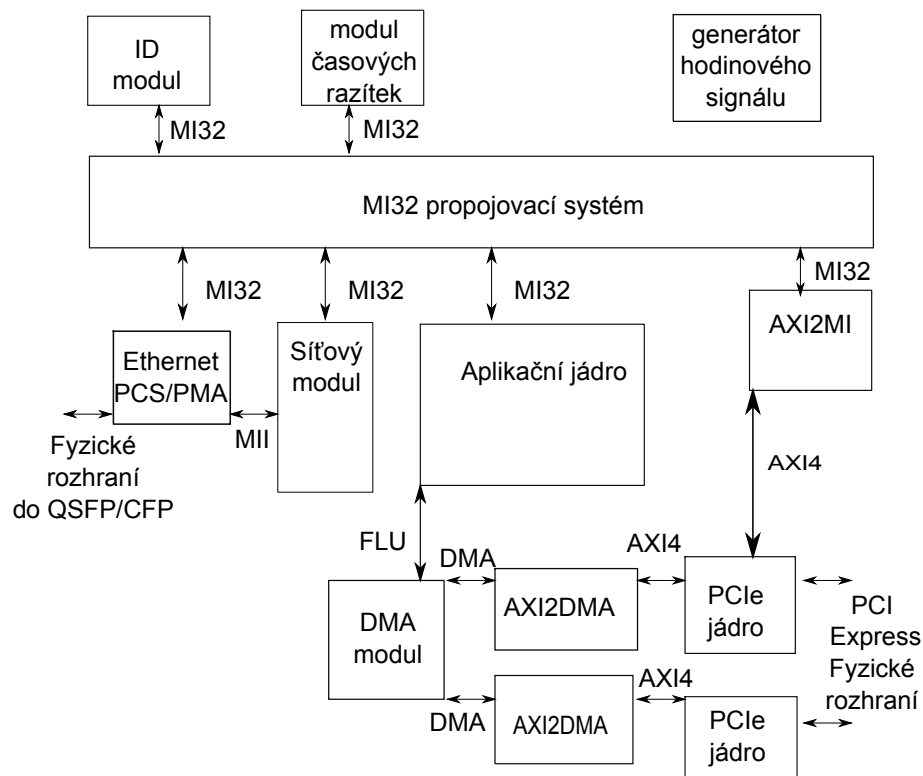 ID
modul
modul
časových
razítek
generátor
hodinového
signálu
MI32
MI32
MI32 propojovací systém
MI32
MI32
MI32
MI32
Ethernet
PCS/PMA
Síťový
modul
Aplikační jádro
AXI2MI
MII
Fyzické
rozhraní
do QSFP/CFP
AXI4
FLU
DMA
AXI4
DMA
modul
AXI2DMA
PCIe
jádro
PCI
Express
Fyzické
rozhraní
DMA
AXI2DMA
AXI4
PCIe
jádro